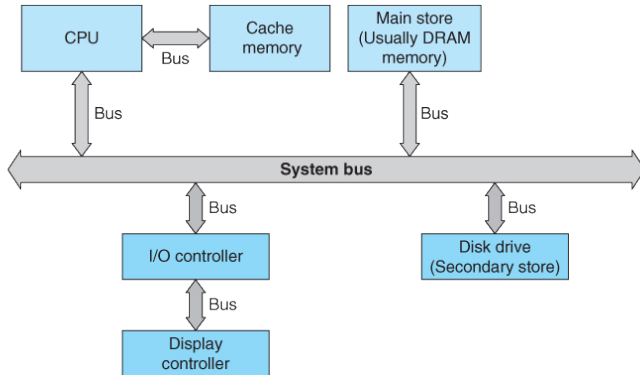 CPU
Bus
Cache
memory
Main store
(Usually DRAM
memory)
Bus
Bus
System bus
Bus
Bus
I/O controller
Disk drive
(Secondary store)
Bus
Display
controller